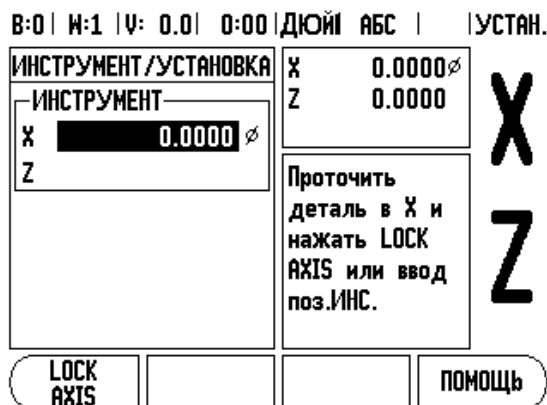 B:0 | W:1 | V: 0.0 | 0:00 | ДЮЙМ АБС | | УСТАН.
ИНСТРУМЕНТ/УСТАНОВКА
ИНСТРУМЕНТ
X 0.0000 ⌀
Z
X 0.0000⌀
Z 0.0000
Проточить
деталь в X и
нажать LOCK
AXIS или ввод
поз.ИНС.
X
Z
LOCK
AXIS
ПОМОЩЬ